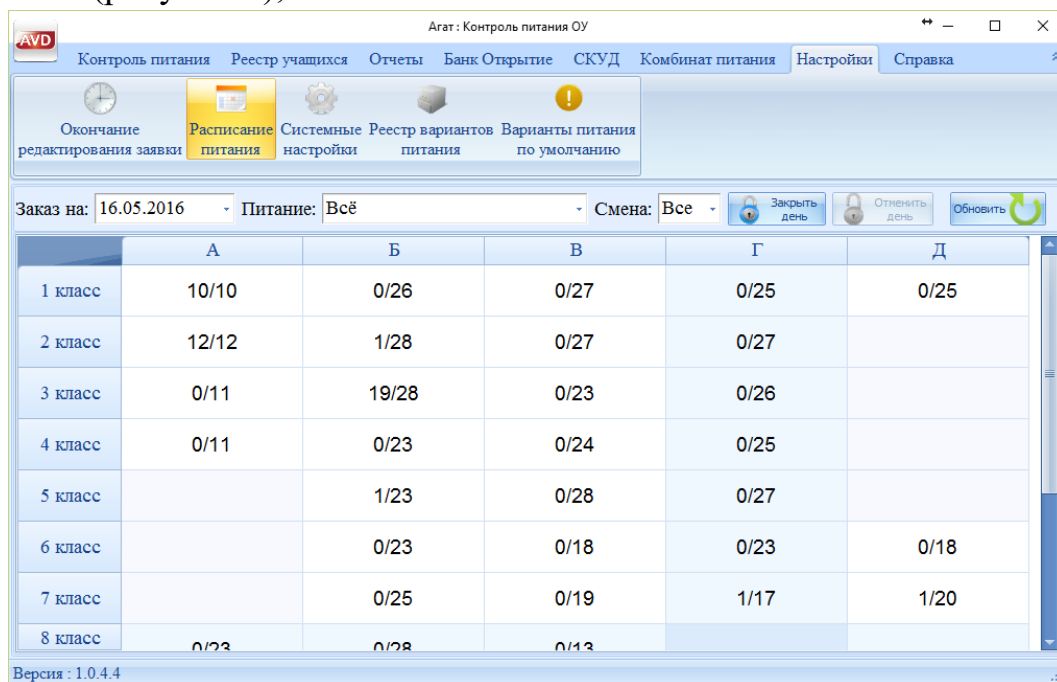 Агат : Контроль питания ОУ
AVD
Контроль питания Реестр учащихся Отчеты Банк Открытие СКУД Комбинат питания Настройки Справка
Окончание редактирования заявки
Расписание питания
Системные настройки
Реестр вариантов питания
Варианты питания по умолчанию
Заказ на: 16.05.2016 Питание: Всё Смена: Все Закрыть день Отменить день Обновить
А Б В Г Д
1 класс 10/10 0/26 0/27 0/25 0/25
2 класс 12/12 1/28 0/27 0/27
3 класс 0/11 19/28 0/23 0/26
4 класс 0/11 0/23 0/24 0/25
5 класс 1/23 0/28 0/27
6 класс 0/23 0/18 0/23 0/18
7 класс 0/25 0/19 1/17 1/20
8 класс 0/23 0/28 0/13
Версия : 1.0.4.4